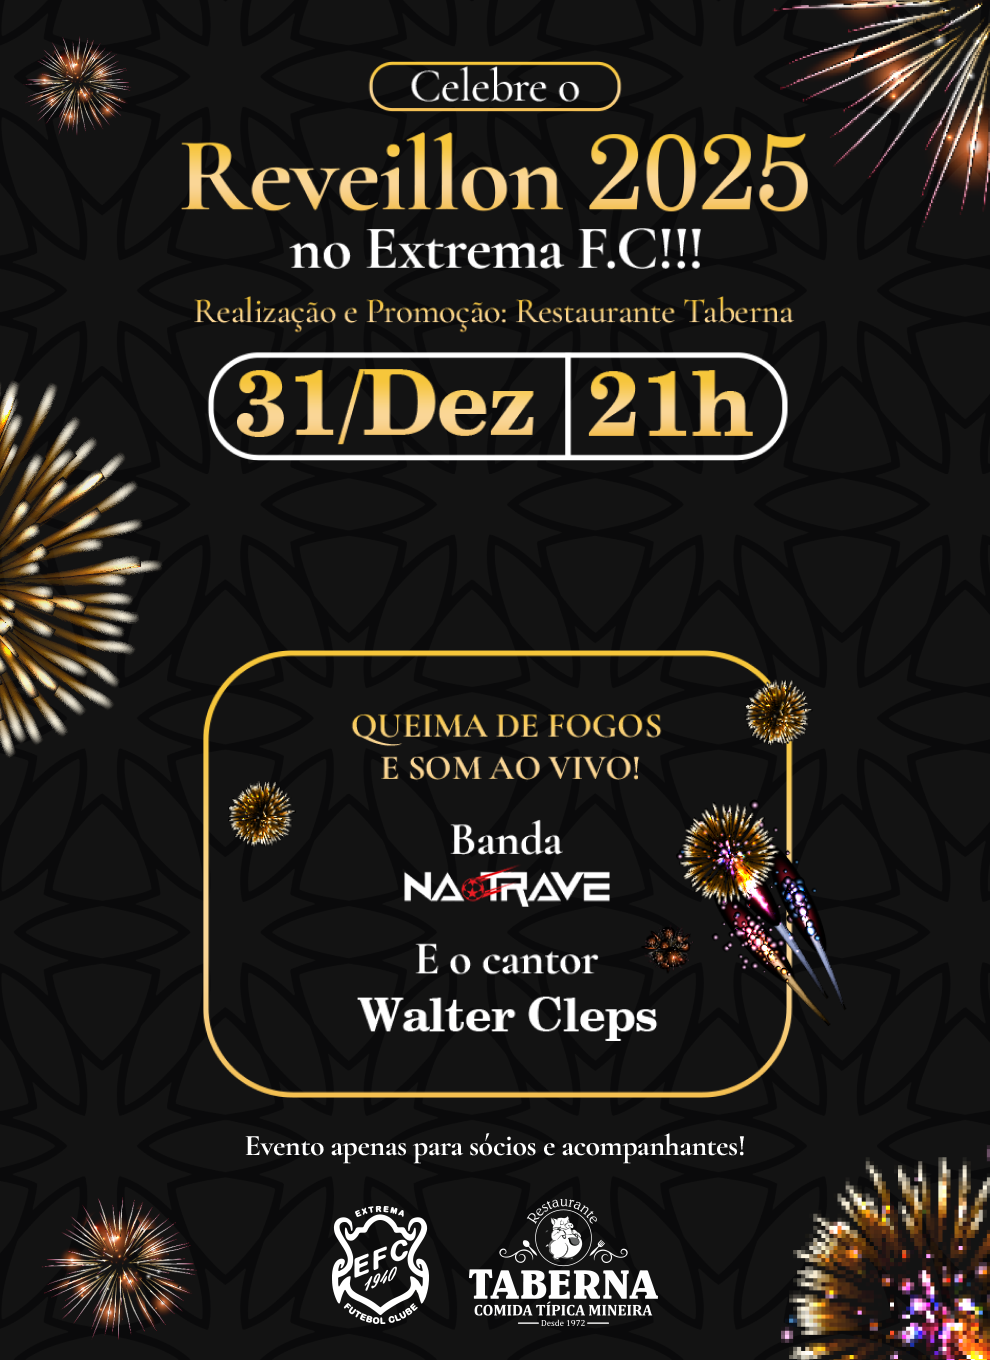 Celebre o
Reveillon 2025
no Extrema F.C!!!
Realização e Promoção: Restaurante Taberna
31/Dez 21h
QUEIMA DE FOGOS
E SOM AO VIVO!
Banda
NA TRAVE
E o cantor
Walter Cleps
Evento apenas para sócios e acompanhantes!
EXTREMA
EFC
1940
FUTEBOL CLUBE
Restaurante
TABERNA
COMIDA TÍPICA MINEIRA
Desde 1972